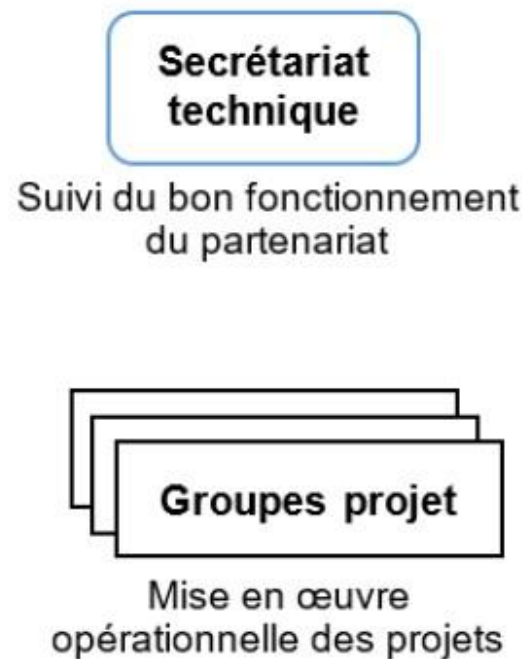 Secrétariat
technique
Suivi du bon fonctionnement
du partenariat
Groupes projet
Mise en œuvre
opérationnelle des projets